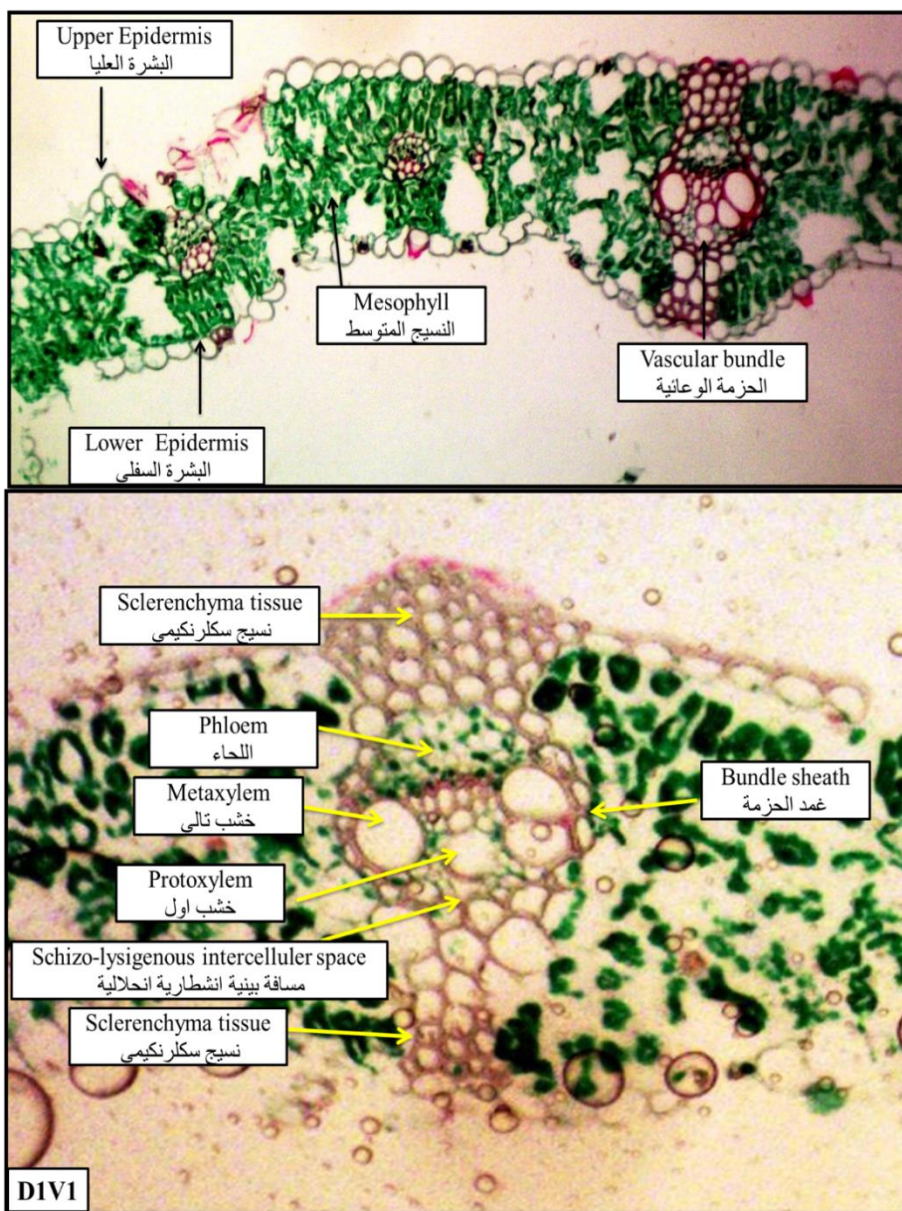 Upper Epidermis
البشرة العليا
Mesophyll
النسيج المتوسط
Vascular bundle
الحزمة الوعائية
Lower Epidermis
البشرة السفلى
Sclerenchyma tissue
نسيج سكلرنكيمى
Phloem
اللحاء
Metaxylem
خشب تالى
Bundle sheath
غمد الحزمة
Protoxylem
خشب اول
Schizo-lysigenous intercelluler space
مسافة بينية انشطارية انحلالية
Sclerenchyma tissue
نسيج سكلرنكيمى
D1V1